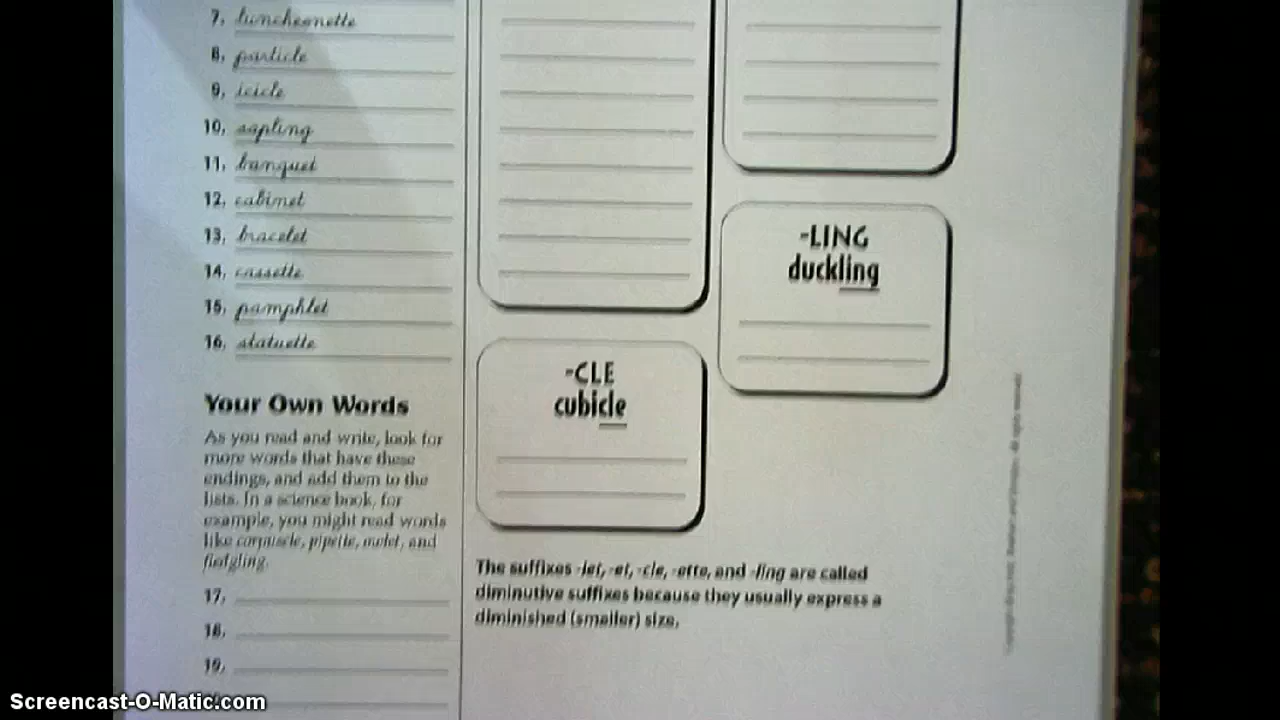 7. luncheonette
8. particle
9. icicle
10. sapling
11. banquet
12. cabinet
13. bracelet
14. cassette
15. pamphlet
16. statuette
Your Own Words
As you read and write, look for
more words that have these
endings, and add them to the
lists. In a science book, for
example, you might read words
like corpuscle, pipette, owlet, and
fledgling.
17.
18.
19.
-CLE
cubicle
-LING
duckling
The suffixes -let, -et, -cle, -ette, and -ling are called
diminutive suffixes because they usually express a
diminished (smaller) size.
Screencast-O-Matic.com